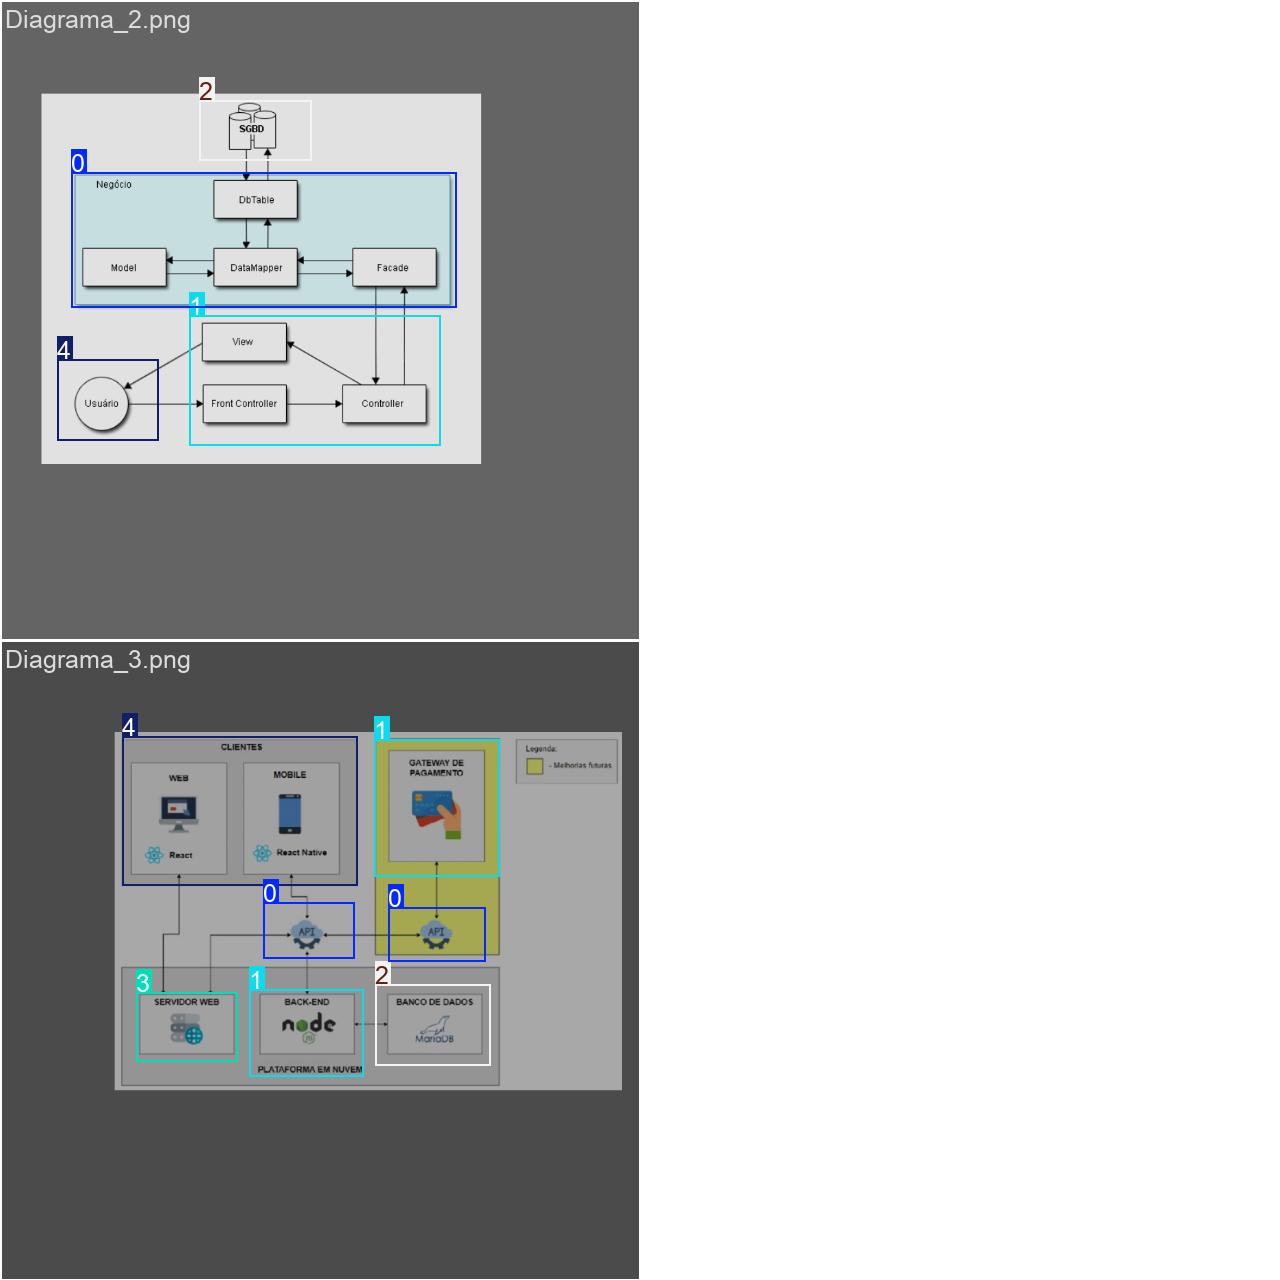 Diagrama_2.png
2
SGBD
0
Negócio
DbTable
Model
DataMapper
Facade
1
View
4
Usuário
Front Controller
Controller
Diagrama_3.png
4
1
CLIENTES
Legenda:
- Melhorias futuras
GATEWAY DE
PAGAMENTO
WEB
MOBILE
React
React Native
0
0
API
API
3
1
2
SERVIDOR WEB
BACK-END
BANCO DE DADOS
node
JS
MariaDB
PLATAFORMA EM NUVEM